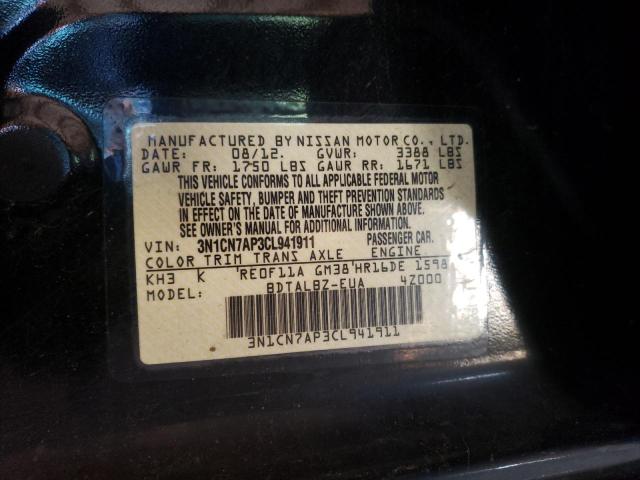 MANUFACTURED BY NISSAN MOTOR CO., LTD.
DATE: 08/12. GVWR: 3388 LBS
GAWR FR: 1750 LBS GAWR RR: 1671 LBS
THIS VEHICLE CONFORMS TO ALL APPLICABLE FEDERAL MOTOR
VEHICLE SAFETY, BUMPER AND THEFT PREVENTION STANDARDS
IN EFFECT ON THE DATE OF MANUFACTURE SHOWN ABOVE.
SEE OWNER'S MANUAL FOR ADDITIONAL INFORMATION.
VIN: 3N1CN7AP3CL941911 PASSENGER CAR.
COLOR TRIM TRANS AXLE ENGINE
KH3 K 'RE0F11A GM38'HR16DE 1598
MODEL: BDTALBZ-EUA 4Z000
3N1CN7AP3CL941911